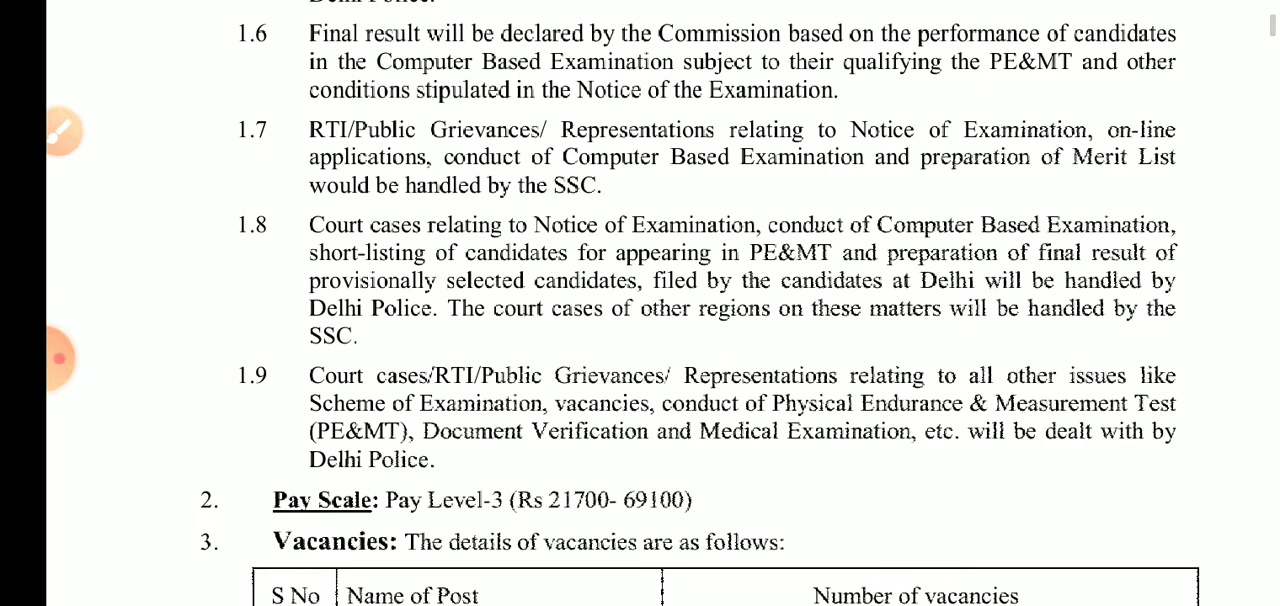 1.6 Final result will be declared by the Commission based on the performance of candidates
in the Computer Based Examination subject to their qualifying the PE&MT and other
conditions stipulated in the Notice of the Examination.
1.7 RTI/Public Grievances/ Representations relating to Notice of Examination, on-line
applications, conduct of Computer Based Examination and preparation of Merit List
would be handled by the SSC.
1.8 Court cases relating to Notice of Examination, conduct of Computer Based Examination,
short-listing of candidates for appearing in PE&MT and preparation of final result of
provisionally selected candidates, filed by the candidates at Delhi will be handled by
Delhi Police. The court cases of other regions on these matters will be handled by the
SSC.
1.9 Court cases/RTI/Public Grievances/ Representations relating to all other issues like
Scheme of Examination, vacancies, conduct of Physical Endurance & Measurement Test
(PE&MT), Document Verification and Medical Examination, etc. will be dealt with by
Delhi Police.
2. Pay Scale: Pay Level-3 (Rs 21700- 69100)
3. Vacancies: The details of vacancies are as follows:
S No Name of Post Number of vacancies